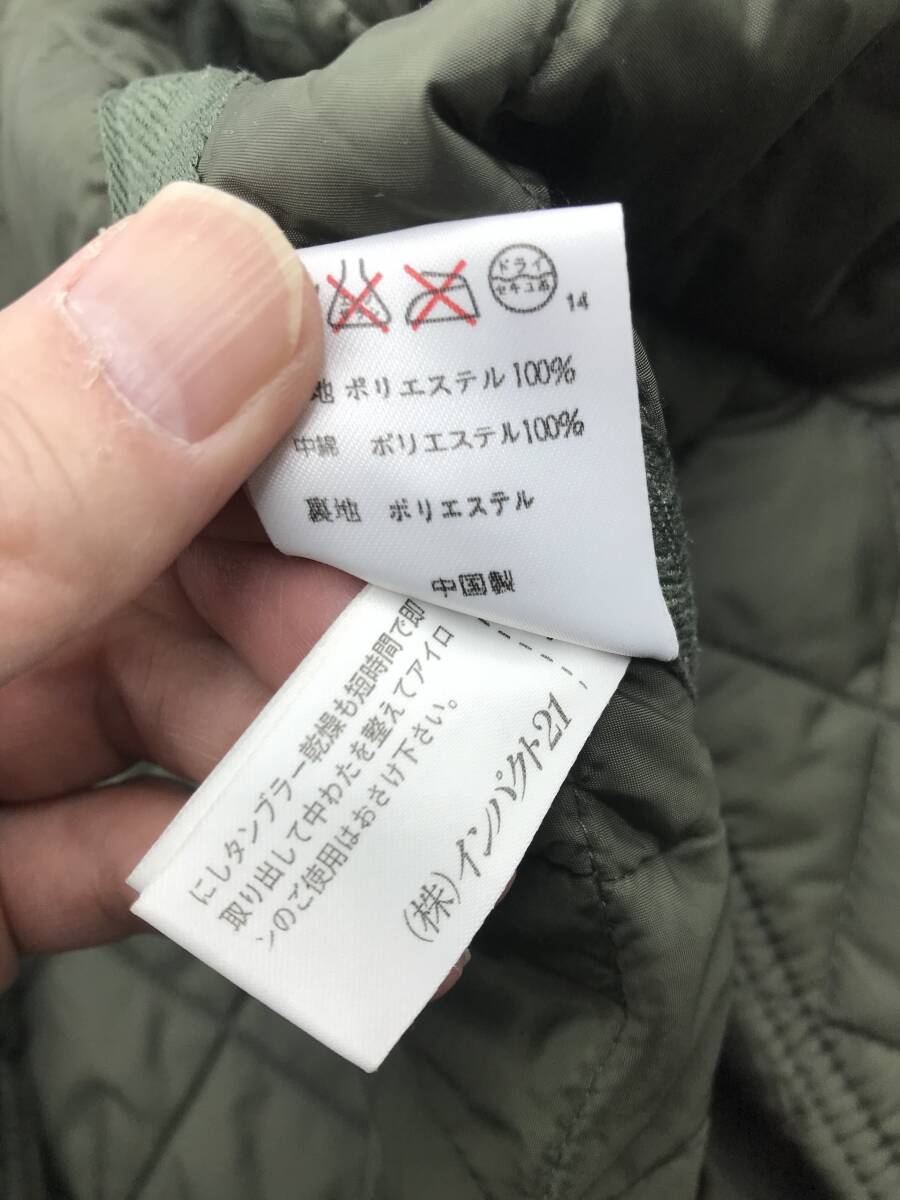 ドライ
セキユ系
14
地 ポリエステル100%
中綿 ポリエステル100%
裏地 ポリエステル
中国製
にしタンブラー乾燥も短時間で即
取り出して中わたを整えてアイロ
ンのご使用はおさけ下さい。
(株)インパクト21